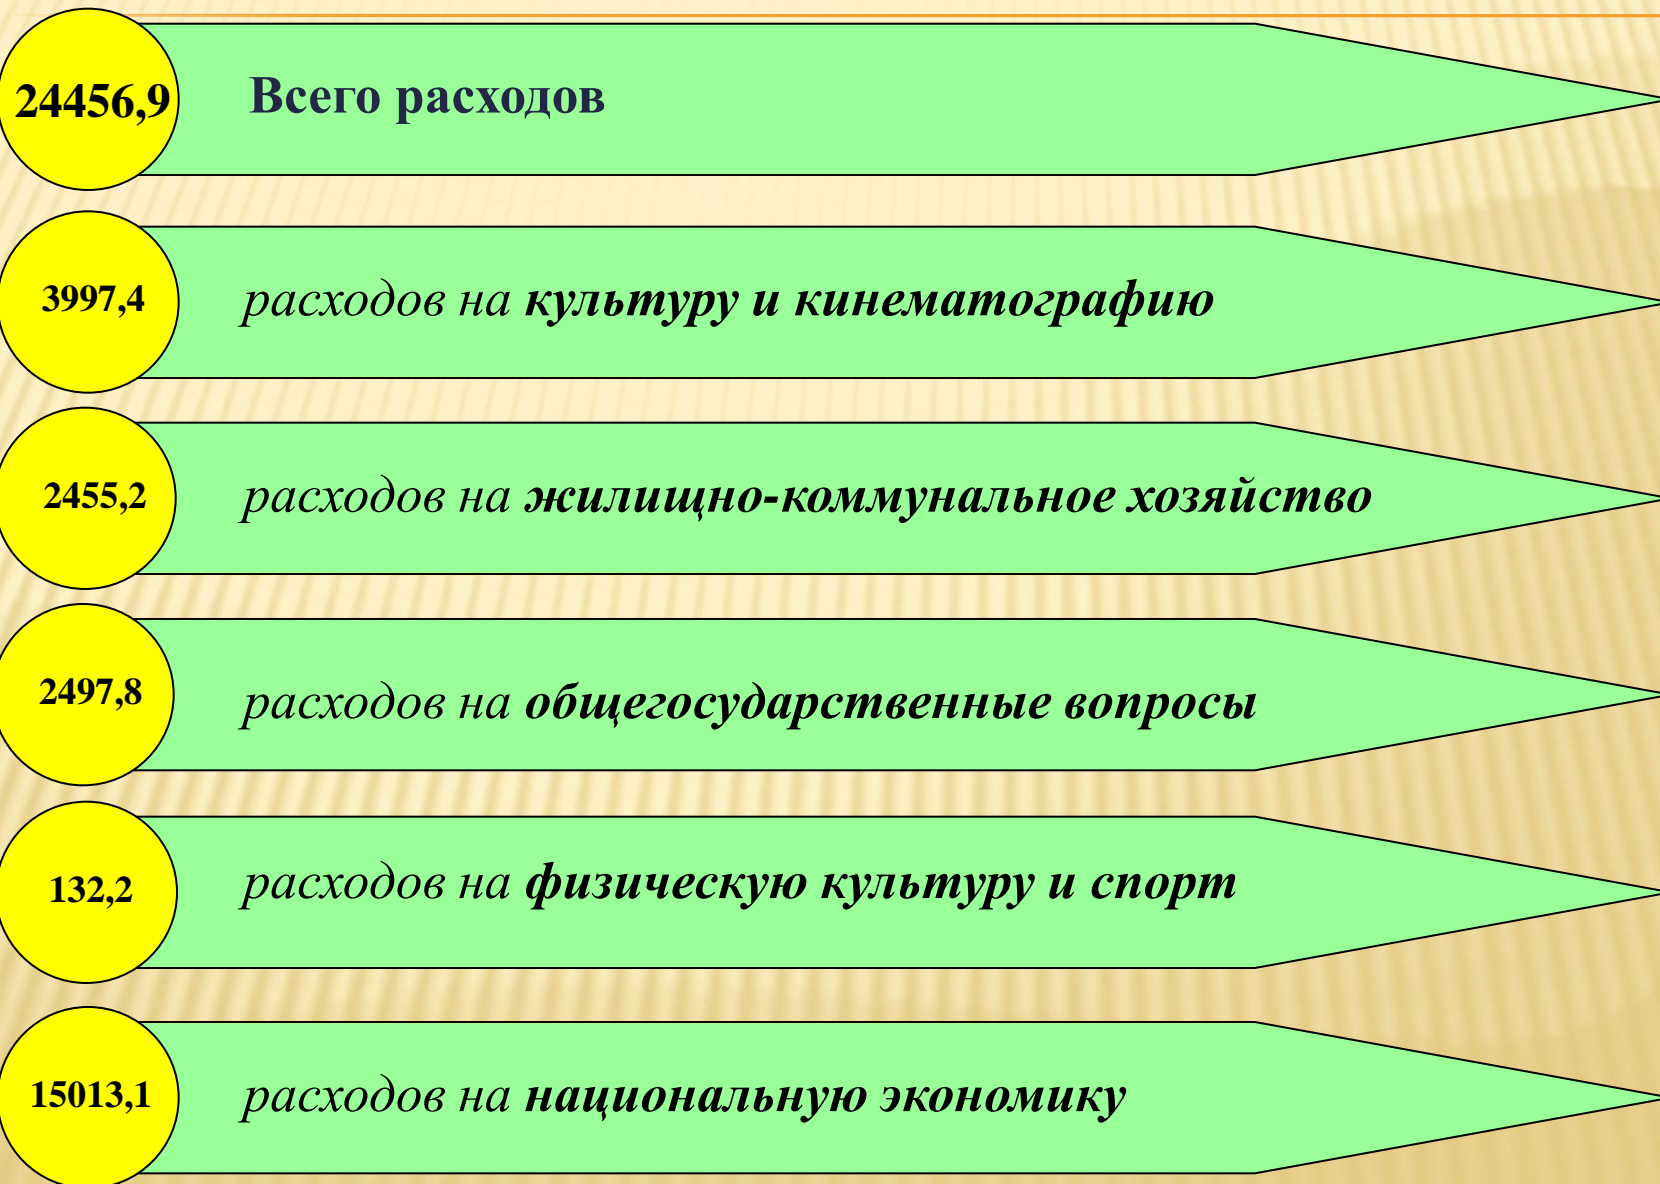 24456,9 Всего расходов
3997,4 расходов на культуру и кинематографию
2455,2 расходов на жилищно-коммунальное хозяйство
2497,8 расходов на общегосударственные вопросы
132,2 расходов на физическую культуру и спорт
15013,1 расходов на национальную экономику